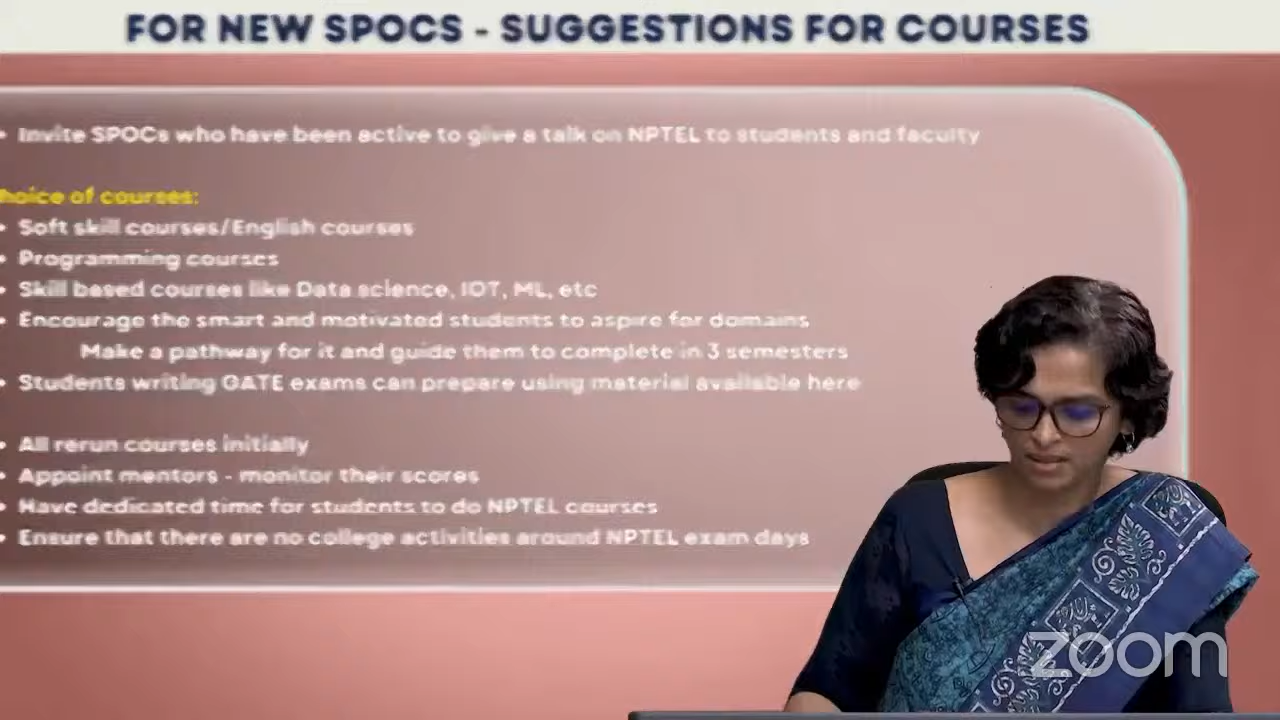 FOR NEW SPOCS - SUGGESTIONS FOR COURSES
• Invite SPOCs who have been active to give a talk on NPTEL to students and faculty
hoice of courses:
• Soft skill courses/English courses
• Programming courses
• Skill based courses like Data science, IOT, ML, etc
• Encourage the smart and motivated students to aspire for domains
Make a pathway for it and guide them to complete in 3 semesters
• Students writing GATE exams can prepare using material available here
• All rerun courses initially
• Appoint mentors - monitor their scores
• Have dedicated time for students to do NPTEL courses
• Ensure that there are no college activities around NPTEL exam days
zoom